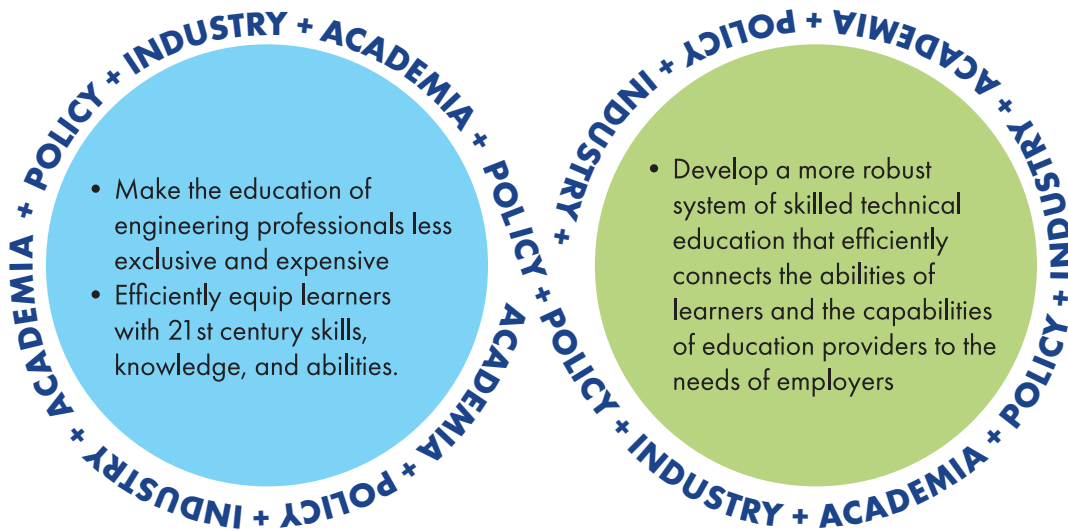 ACADEMIA + POLICY + INDUSTRY + ACADEMIA + POLICY + POLICY + INDUSTRY + ACADEMIA + POLICY + INDUSTRY + ACADEMIA + POLICY + INDUSTRY +
ACADEMIA + POLICY + INDUSTRY +
• Make the education of
engineering professionals less
exclusive and expensive
• Efficiently equip learners
with 21st century skills,
knowledge, and abilities.
• Develop a more robust
system of skilled technical
education that efficiently
connects the abilities of
learners and the capabilities
of education providers to the
needs of employers